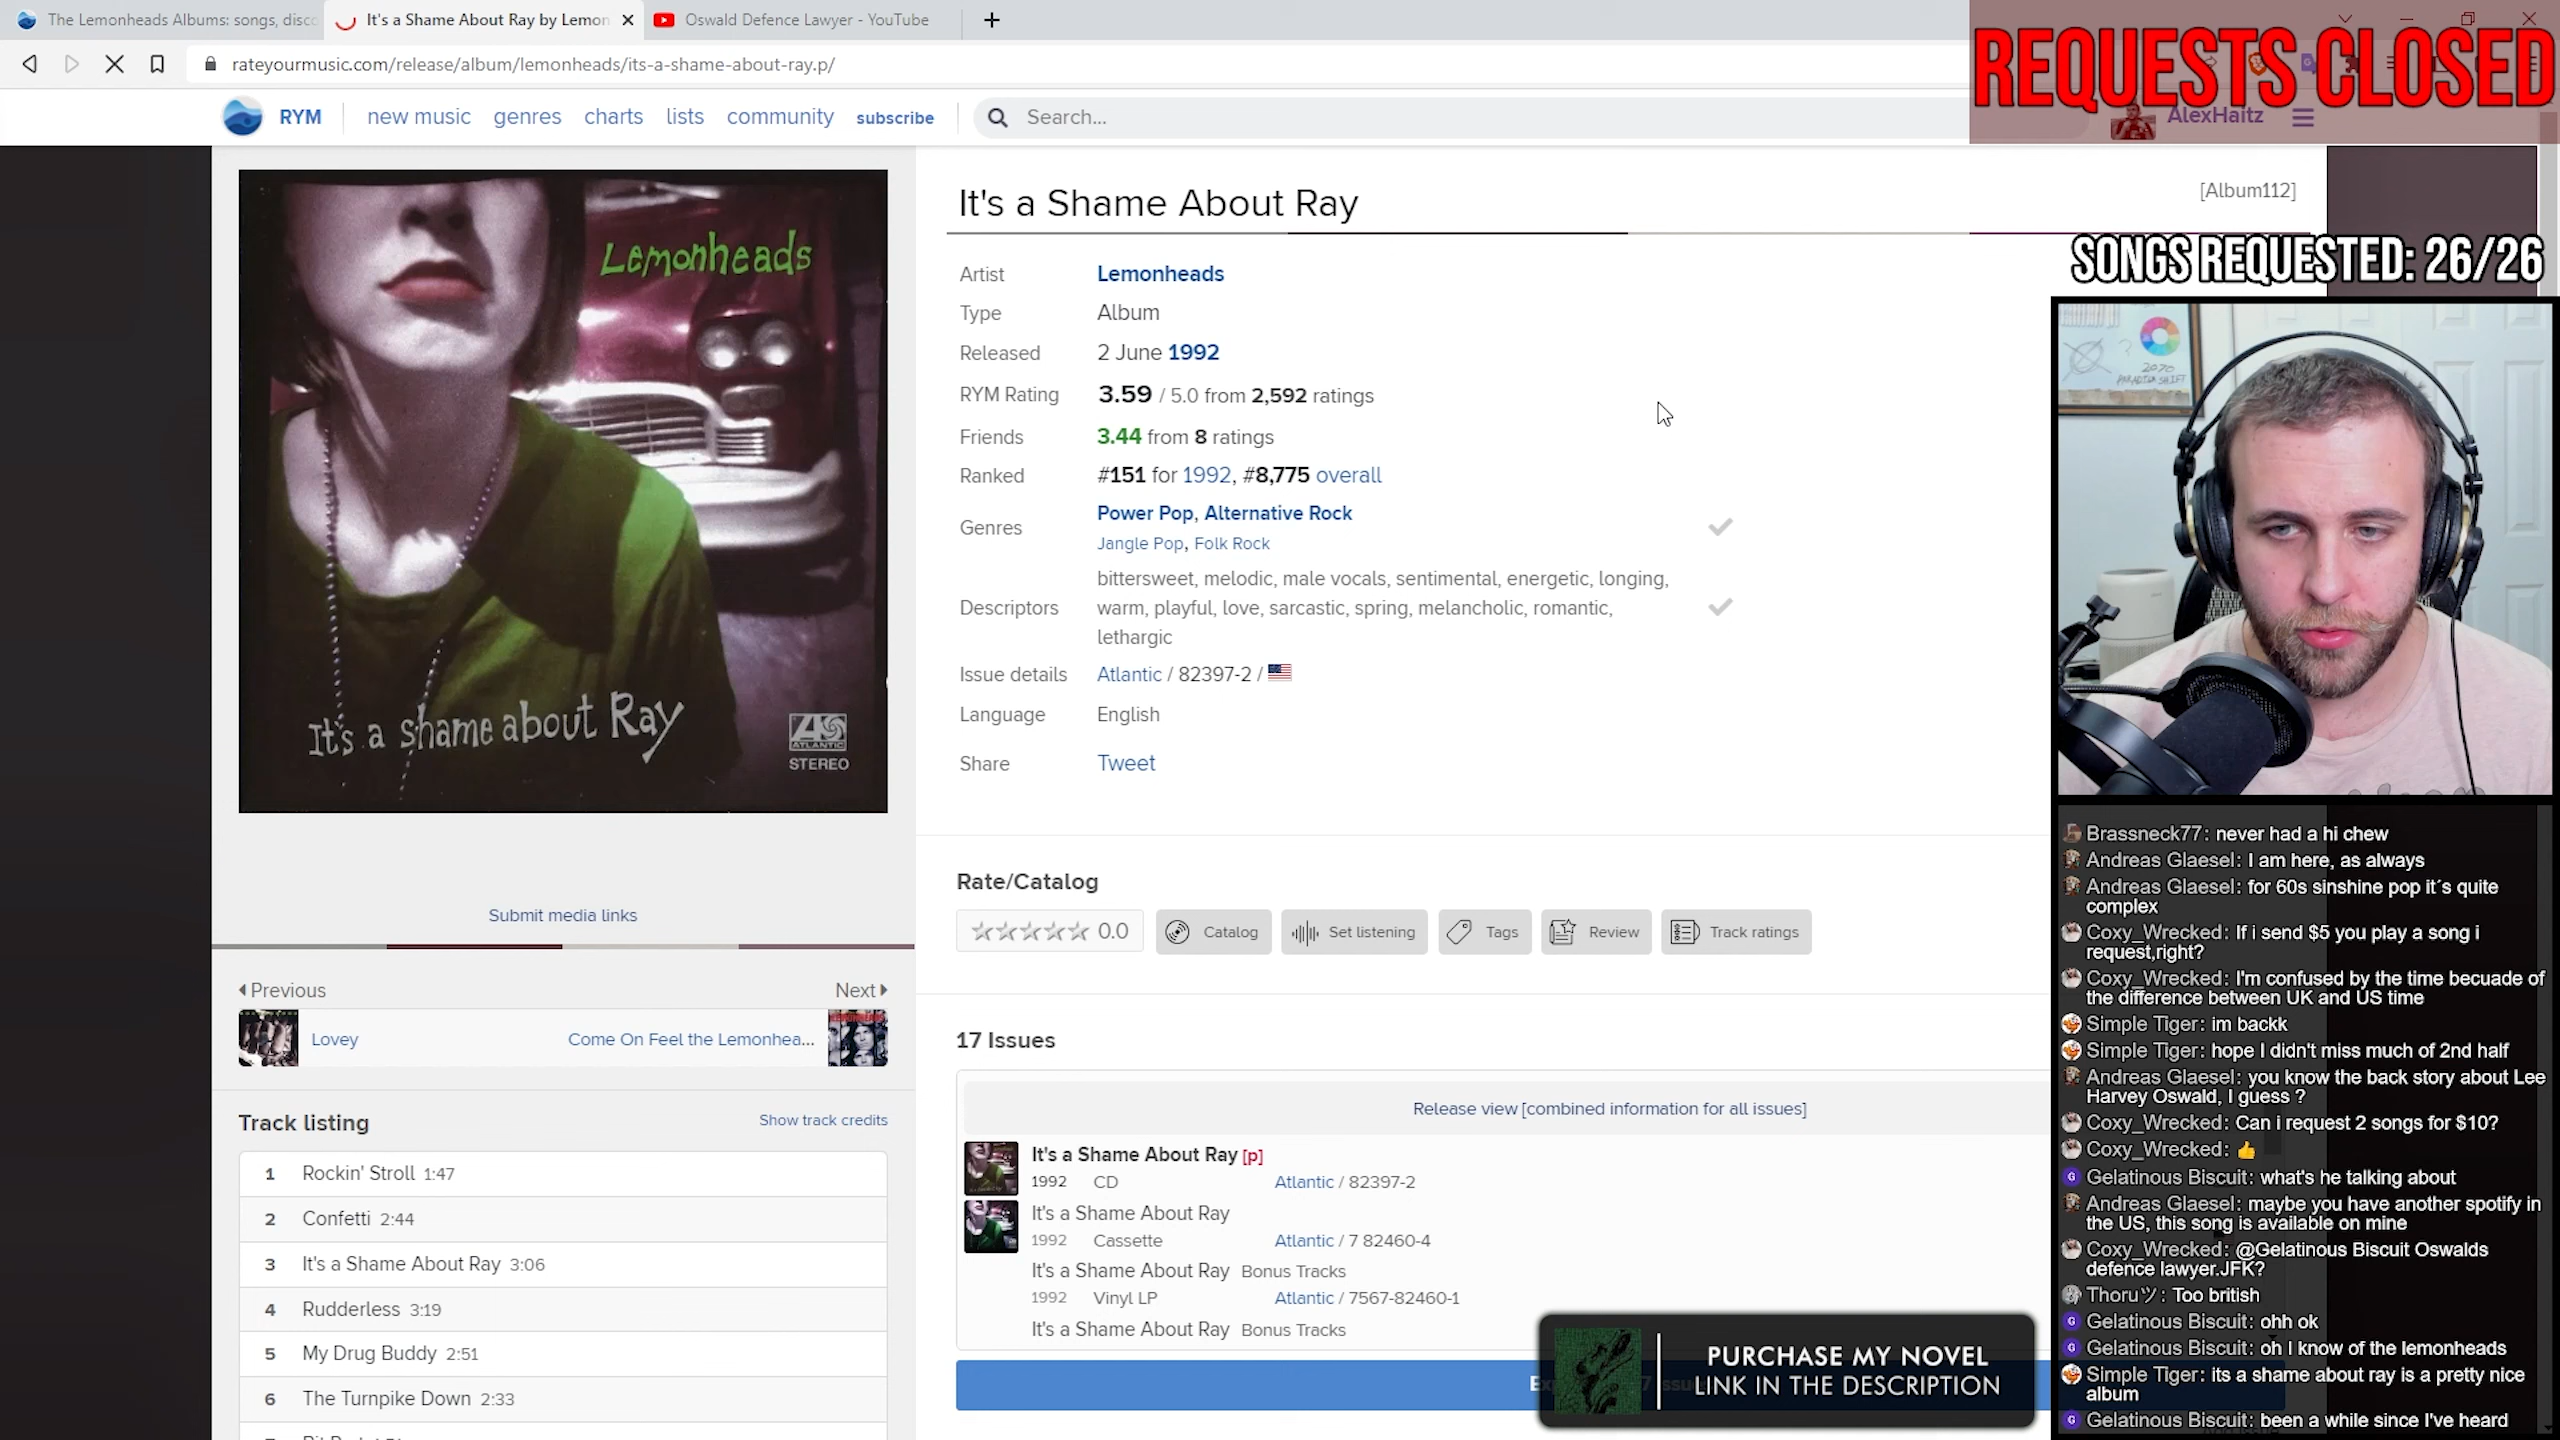 The Lemonheads Albums: songs, disco
It's a Shame About Ray by Lemon
Oswald Defence Lawyer - YouTube
REQUESTS CLOSED
rateyourmusic.com/release/album/lemonheads/its-a-shame-about-ray.p/
RYM
new music
genres
charts
lists
community
subscribe
Search...
AlexHaitz
Lemonheads
It's a shame about Ray
ATLANTIC
STEREO
It's a Shame About Ray
[Album112]
SONGS REQUESTED: 26/26
Artist Lemonheads
Type Album
Released 2 June 1992
RYM Rating 3.59 / 5.0 from 2,592 ratings
Friends 3.44 from 8 ratings
Ranked #151 for 1992, #8,775 overall
Genres Power Pop, Alternative Rock
Jangle Pop, Folk Rock
Descriptors bittersweet, melodic, male vocals, sentimental, energetic, longing,
warm, playful, love, sarcastic, spring, melancholic, romantic,
lethargic
Issue details Atlantic / 82397-2 /
Language English
Share Tweet
2070
PARADIGM SHIFT
Submit media links
Previous
Next
Lovey
Come On Feel the Lemonhea...
Track listing
Show track credits
1 Rockin' Stroll 1:47
2 Confetti 2:44
3 It's a Shame About Ray 3:06
4 Rudderless 3:19
5 My Drug Buddy 2:51
6 The Turnpike Down 2:33
Rate/Catalog
0.0
Catalog
Set listening
Tags
Review
Track ratings
17 Issues
Release view [combined information for all issues]
It's a Shame About Ray [p]
1992 CD Atlantic / 82397-2
It's a Shame About Ray
1992 Cassette Atlantic / 7 82460-4
It's a Shame About Ray Bonus Tracks
1992 Vinyl LP Atlantic / 7567-82460-1
It's a Shame About Ray Bonus Tracks
PURCHASE MY NOVEL
LINK IN THE DESCRIPTION
Brassneck77: never had a hi chew
Andreas Glaesel: I am here, as always
Andreas Glaesel: for 60s sinshine pop it´s quite
complex
Coxy_Wrecked: If i send $5 you play a song i
request,right?
Coxy_Wrecked: I'm confused by the time becuade of
the difference between UK and US time
Simple Tiger: im backk
Simple Tiger: hope I didn't miss much of 2nd half
Andreas Glaesel: you know the back story about Lee
Harvey Oswald, I guess ?
Coxy_Wrecked: Can i request 2 songs for $10?
Coxy_Wrecked: 👍
Gelatinous Biscuit: what's he talking about
Andreas Glaesel: maybe you have another spotify in
the US, this song is available on mine
Coxy_Wrecked: @Gelatinous Biscuit Oswalds
defence lawyer.JFK?
Thoruツ: Too british
Gelatinous Biscuit: ohh ok
Gelatinous Biscuit: oh I know of the lemonheads
Simple Tiger: its a shame about ray is a pretty nice
album
Gelatinous Biscuit: been a while since I've heard